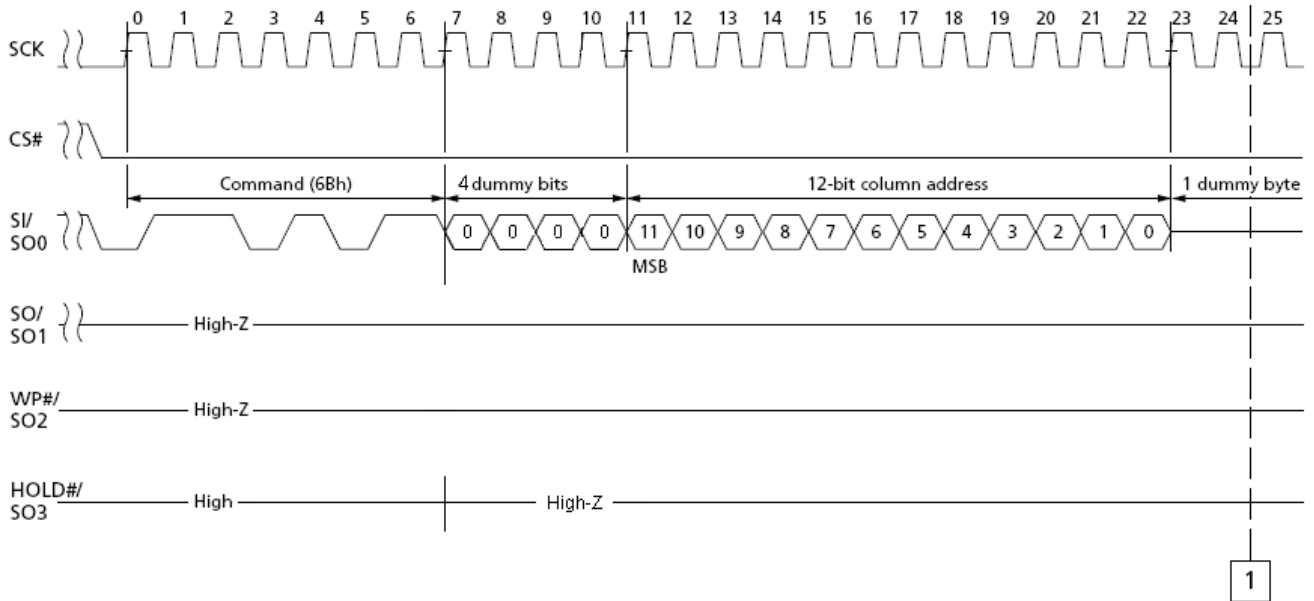 0 1 2 3 4 5 6 7 8 9 10 11 12 13 14 15 16 17 18 19 20 21 22 23 24 25
SCK
CS#
Command (6Bh) 4 dummy bits 12-bit column address 1 dummy byte
SI/
SO0
0 0 0 0 11 10 9 8 7 6 5 4 3 2 1 0
MSB
SO/
SO1
High-Z
WP#/
SO2
High-Z
HOLD#/
SO3
High High-Z
1